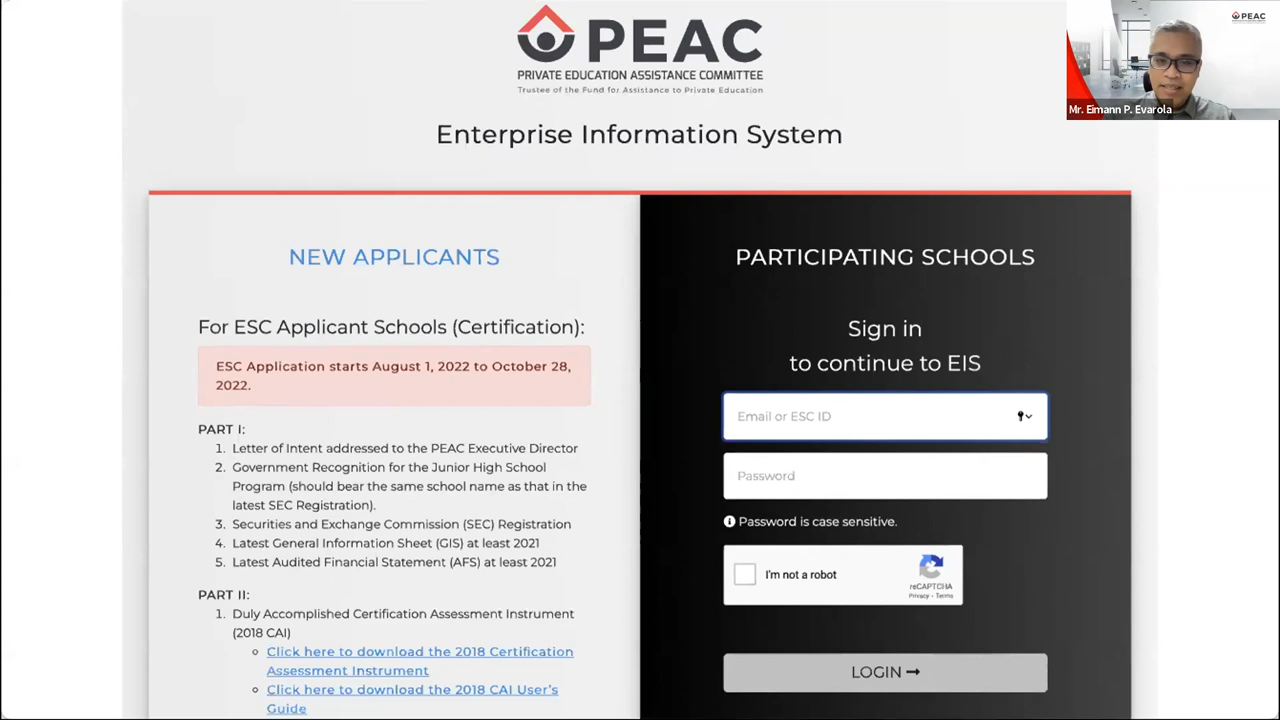 PEAC
PRIVATE EDUCATION ASSISTANCE COMMITTEE
Trustee of the Fund for Assistance to Private Education
Enterprise Information System
PEAC
Mr. Eimann P. Evarola
NEW APPLICANTS
For ESC Applicant Schools (Certification):
ESC Application starts August 1, 2022 to October 28,
2022.
PART I:
1. Letter of Intent addressed to the PEAC Executive Director
2. Government Recognition for the Junior High School
Program (should bear the same school name as that in the
latest SEC Registration).
3. Securities and Exchange Commission (SEC) Registration
4. Latest General Information Sheet (GIS) at least 2021
5. Latest Audited Financial Statement (AFS) at least 2021
PART II:
1. Duly Accomplished Certification Assessment Instrument
(2018 CAI)
Click here to download the 2018 Certification
Assessment Instrument
Click here to download the 2018 CAI User's
Guide
PARTICIPATING SCHOOLS
Sign in
to continue to EIS
Email or ESC ID
Password
Password is case sensitive.
I'm not a robot
reCAPTCHA
Privacy - Terms
LOGIN